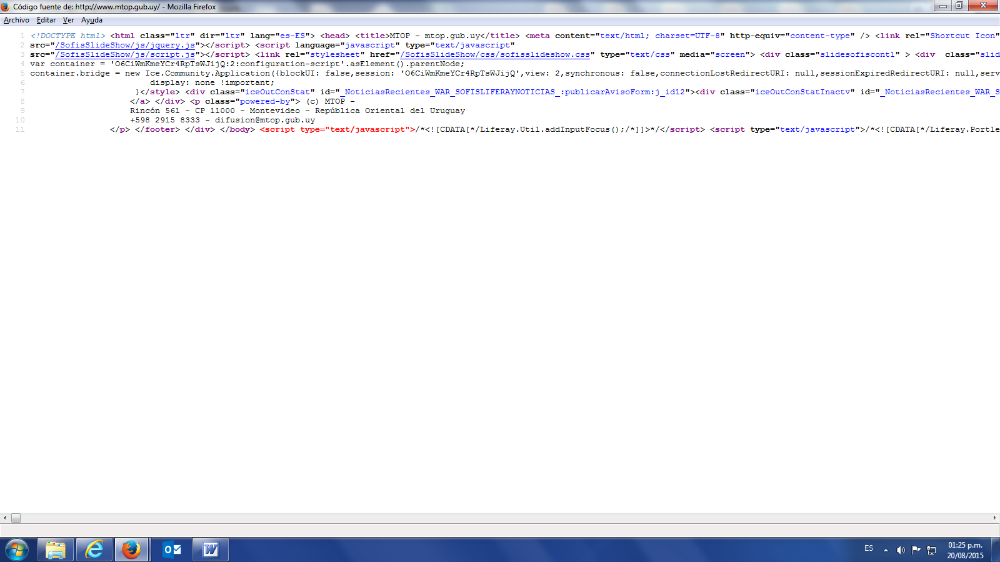 Código fuente de: http://www.mtop.gub.uy/ - Mozilla Firefox
Archivo Editar Ver Ayuda
1 <!DOCTYPE html> <html class="ltr" dir="ltr" lang="es-ES"> <head> <title>MTOP - mtop.gub.uy</title> <meta content="text/html; charset=UTF-8" http-equiv="content-type" /> <link rel="Shortcut Icon"
2 src="/SofisSlideShow/js/jquery.js"></script> <script language="javascript" type="text/javascript"
3 src="/SofisSlideShow/js/script.js"></script> <link rel="stylesheet" href="/SofisSlideShow/css/sofisslideshow.css" type="text/css" media="screen"> <div class="slidesofiscont1" > <div class="slid
4 var container = 'O6CiWmKmeYCr4RpTsWJijQ:2:configuration-script'.asElement().parentNode;
5 container.bridge = new Ice.Community.Application({blockUI: false,session: 'O6CiWmKmeYCr4RpTsWJijQ',view: 2,synchronous: false,connectionLostRedirectURI: null,sessionExpiredRedirectURI: null,serv
6 display: none !important;
7 }</style> <div class="iceOutConStat" id="_NoticiasRecientes_WAR_SOFISLIFERAYNOTICIAS_:publicarAvisoForm:j_id12"><div class="iceOutConStatInactv" id="_NoticiasRecientes_WAR_S
8 </a> </div> <p class="powered-by"> (c) MTOP -
9 Rincón 561 - CP 11000 - Montevideo - República Oriental del Uruguay
10 +598 2915 8333 - difusion@mtop.gub.uy
11 </p> </footer> </div> </body> <script type="text/javascript">/*<![CDATA[*/Liferay.Util.addInputFocus();/*]]>*/</script> <script type="text/javascript">/*<![CDATA[*/Liferay.Portle
ES
01:25 p.m.
20/08/2015